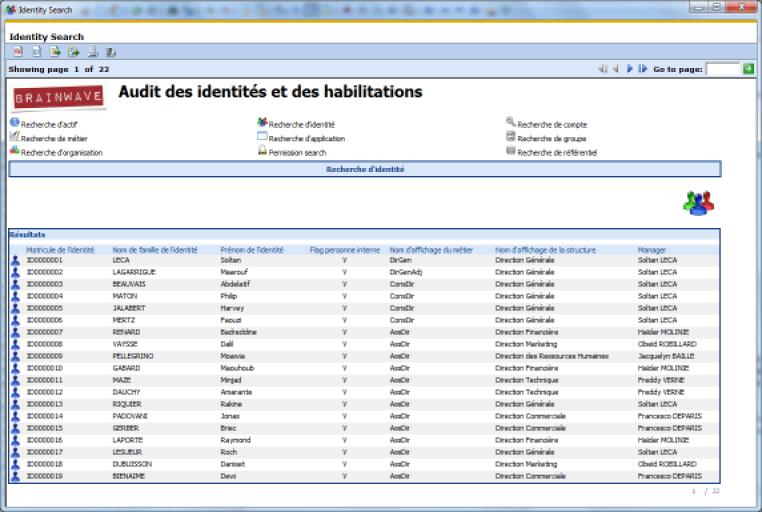 Identity Search
Identity Search
Showing page 1 of 22 Go to page:
BRAINWAVE Audit des identités et des habilitations
Recherche d'actif Recherche d'identité Recherche de compte
Recherche de métier Recherche d'application Recherche de groupe
Recherche d'organisation Permission search Recherche de référentiel
Recherche d'identité
Résultats
Matricule de l'identité Nom de famille de l'identité Prénom de l'identité Flag personne interne Nom d'affichage du métier Nom d'affichage de la structure Manager
ID0000001 LECA Soltan V DirGen Direction Générale Soltan LECA
ID0000002 LAGARRIGUE Maarouf V DirGenAdj Direction Générale Soltan LECA
ID0000003 BEAUVAIS Abdelatif V ConsDir Direction Générale Soltan LECA
ID0000004 MATON Philip V ConsDir Direction Générale Soltan LECA
ID0000005 JALABERT Harvey V ConsDir Direction Générale Soltan LECA
ID0000006 MERTZ Faouzi V ConsDir Direction Générale Soltan LECA
ID0000007 RENARD Badreddine V AssDir Direction Financière Haidar MOLINIE
ID0000008 VAYSSE Dalil V AssDir Direction Marketing Obeid ROBILLARD
ID0000009 PELLEGRINO Moawia V AssDir Direction des Ressources Humaines Jacquelyn BAILLE
ID0000010 GABARD Maouhoub V AssDir Direction Financière Haidar MOLINIE
ID0000011 MAZE Minjad V AssDir Direction Technique Freddy VERNE
ID0000012 DAUCHY Amarante V AssDir Direction Technique Freddy VERNE
ID0000013 RIQUIER Rakine V AssDir Direction Générale Soltan LECA
ID0000014 PADOVANI Jonas V AssDir Direction Commerciale Francesco DEPARIS
ID0000015 GERBER Briec V AssDir Direction Commerciale Francesco DEPARIS
ID0000016 LAPORTE Raymond V AssDir Direction Financière Haidar MOLINIE
ID0000017 LESUEUR Roch V AssDir Direction Générale Soltan LECA
ID0000018 DUBUISSON Daniset V AssDir Direction Marketing Obeid ROBILLARD
ID0000019 BIENAIME Dewi V AssDir Direction Commerciale Francesco DEPARIS
1 / 22